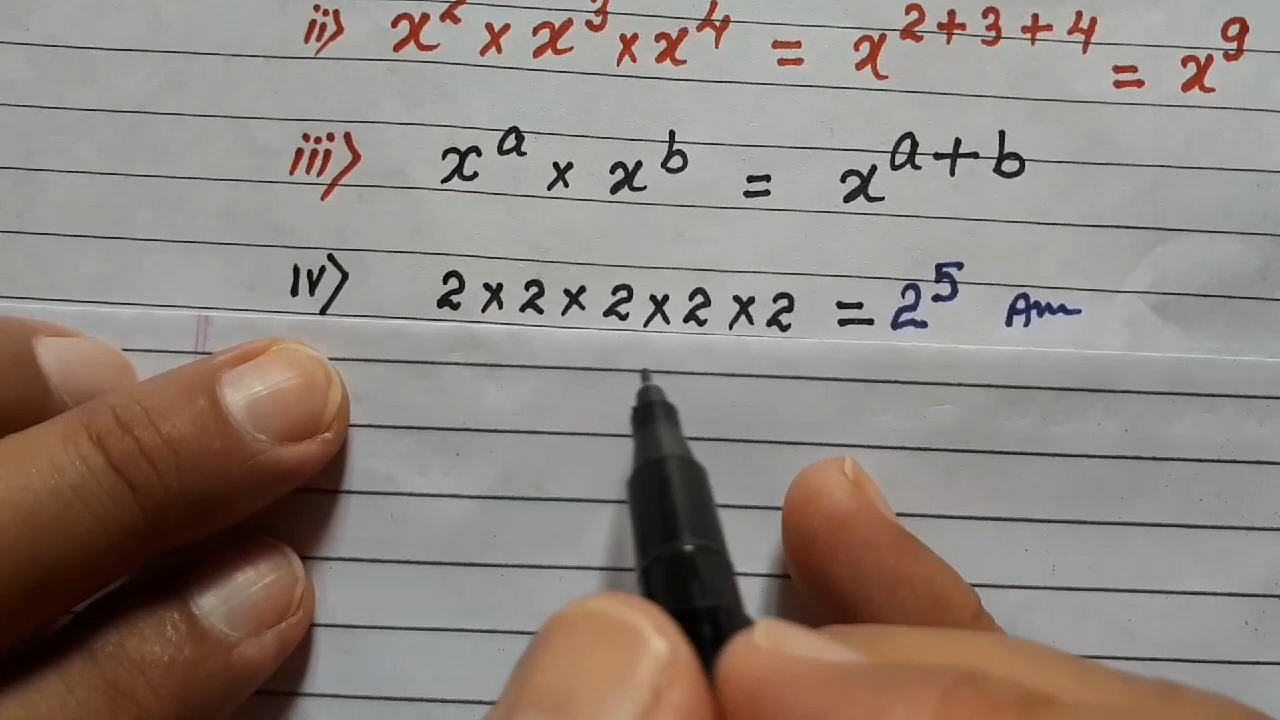 ii) x² × x³ × x⁴ = x²⁺³⁺⁴ = x⁹
iii) xᵃ × xᵇ = xᵃ⁺ᵇ
iv) 2 × 2 × 2 × 2 × 2 = 2⁵ Ans